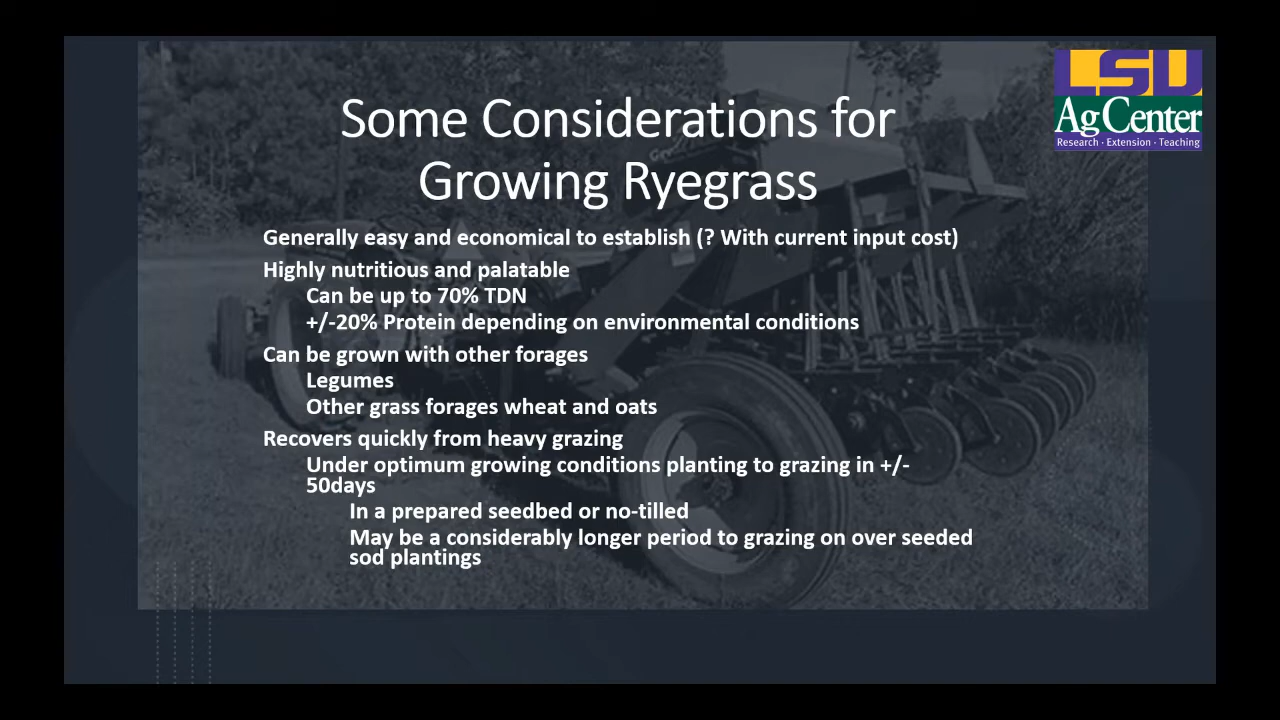 LSU
AgCenter
Research · Extension · Teaching
Some Considerations for
Growing Ryegrass
Generally easy and economical to establish (? With current input cost)
Highly nutritious and palatable
Can be up to 70% TDN
+/-20% Protein depending on environmental conditions
Can be grown with other forages
Legumes
Other grass forages wheat and oats
Recovers quickly from heavy grazing
Under optimum growing conditions planting to grazing in +/-
50days
In a prepared seedbed or no-tilled
May be a considerably longer period to grazing on over seeded
sod plantings